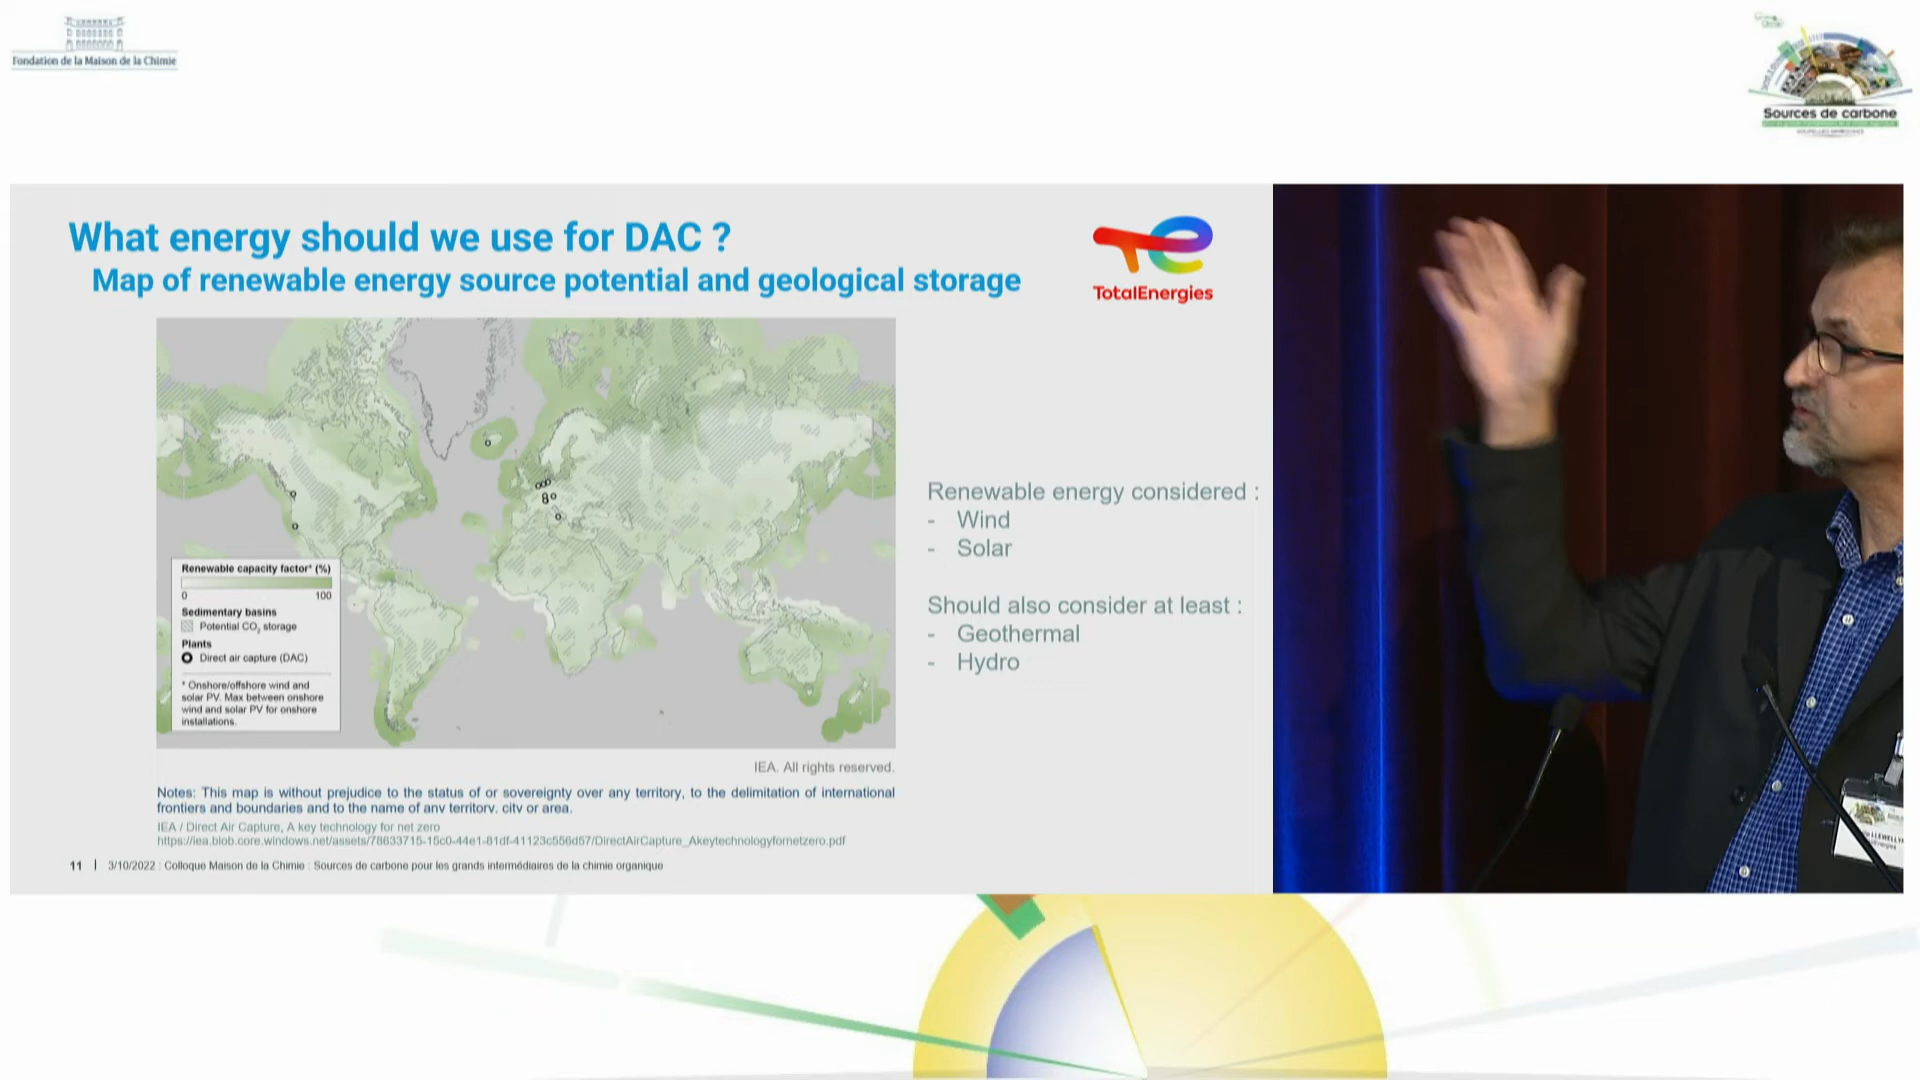 Fondation de la Maison de la Chimie
Sources de carbone
What energy should we use for DAC ?
Map of renewable energy source potential and geological storage
TotalEnergies
Renewable capacity factor* (%)
0 100
Sedimentary basins
Potential CO2 storage
Plants
Direct air capture (DAC)
* Onshore/offshore wind and
solar PV. Max between onshore
wind and solar PV for onshore
installations.
Renewable energy considered :
- Wind
- Solar
Should also consider at least :
- Geothermal
- Hydro
IEA. All rights reserved.
Notes: This map is without prejudice to the status of or sovereignty over any territory, to the delimitation of international
frontiers and boundaries and to the name of any territory, city or area.
IEA / Direct Air Capture, A key technology for net zero
https://iea.blob.core.windows.net/assets/78633715-15c0-44e1-81df-41123c556d57/DirectAirCapture_Akeytechnologyfornetzero.pdf
11 | 3/10/2022 : Colloque Maison de la Chimie : Sources de carbone pour les grands intermédiaires de la chimie organique